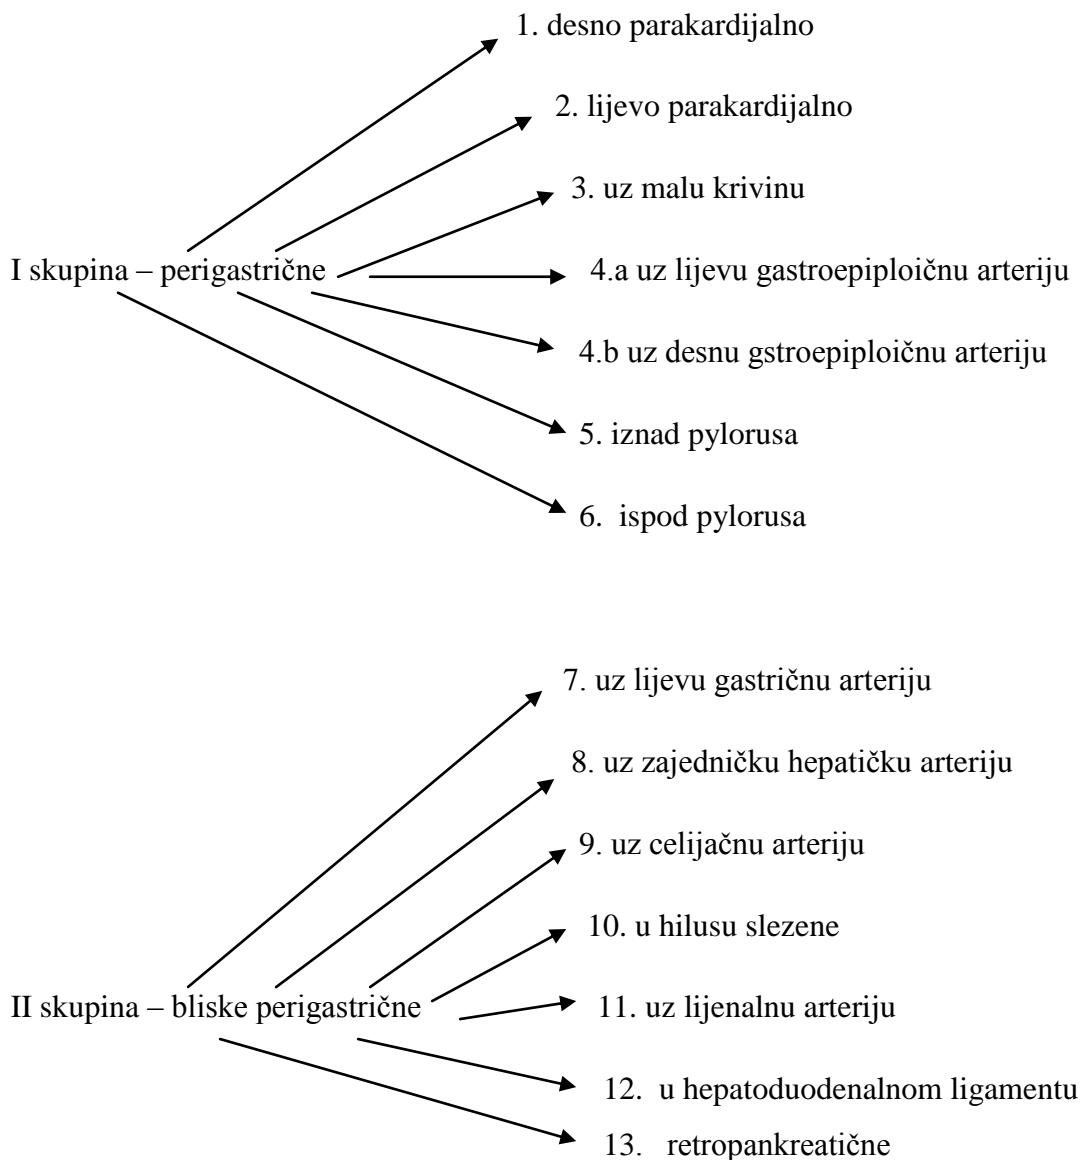 1. desno parakardijalno
2. lijevo parakardijalno
3. uz malu krivinu
I skupina – perigastrične
4.a uz lijevu gastroepiploičnu arteriju
4.b uz desnu gstroepiploičnu arteriju
5. iznad pylorusa
6. ispod pylorusa
7. uz lijevu gastričnu arteriju
8. uz zajedničku hepatičku arteriju
9. uz celijačnu arteriju
10. u hilusu slezene
II skupina – bliske perigastrične
11. uz lijenalnu arteriju
12. u hepatoduodenalnom ligamentu
13. retropankreatične